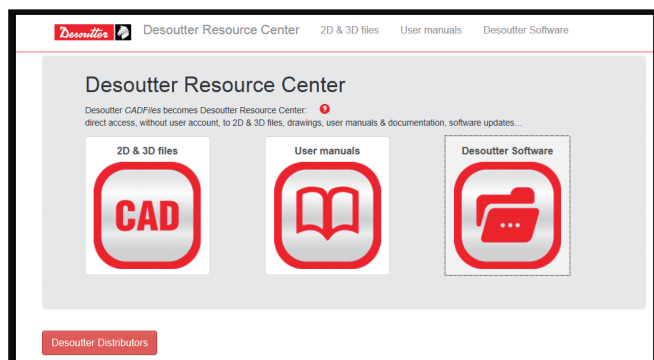 Desoutter Desoutter Resource Center 2D & 3D files User manuals Desoutter Software
Desoutter Resource Center
Desoutter CADFiles becomes Desoutter Resource Center: ?
direct access, without user account, to 2D & 3D files, drawings, user manuals & documentation, software updates...
2D & 3D files User manuals Desoutter Software
CAD
Desoutter Distributors